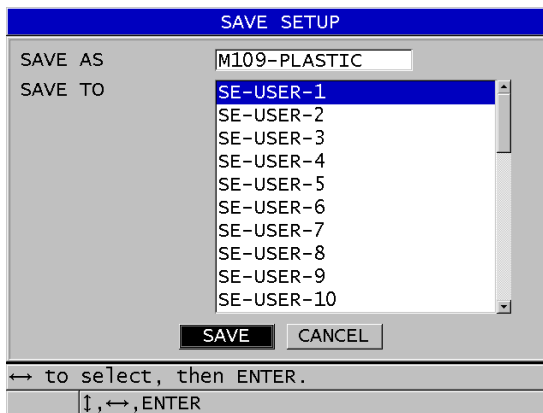 SAVE SETUP
SAVE AS M109-PLASTIC
SAVE TO SE-USER-1
SE-USER-2
SE-USER-3
SE-USER-4
SE-USER-5
SE-USER-6
SE-USER-7
SE-USER-8
SE-USER-9
SE-USER-10
SAVE CANCEL
↔ to select, then ENTER.
↕,↔,ENTER